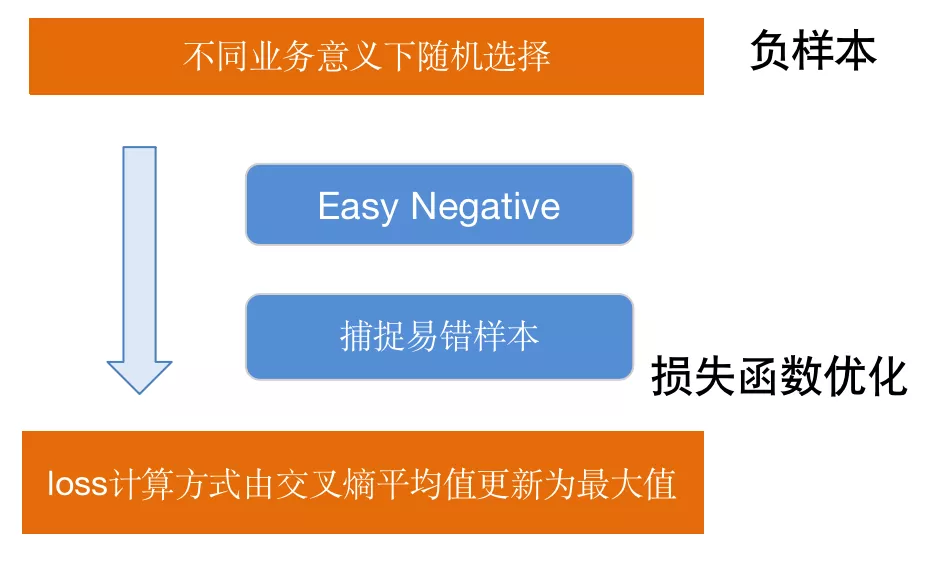 不同业务意义下随机选择
负样本
Easy Negative
捕捉易错样本
损失函数优化
loss计算方式由交叉熵平均值更新为最大值